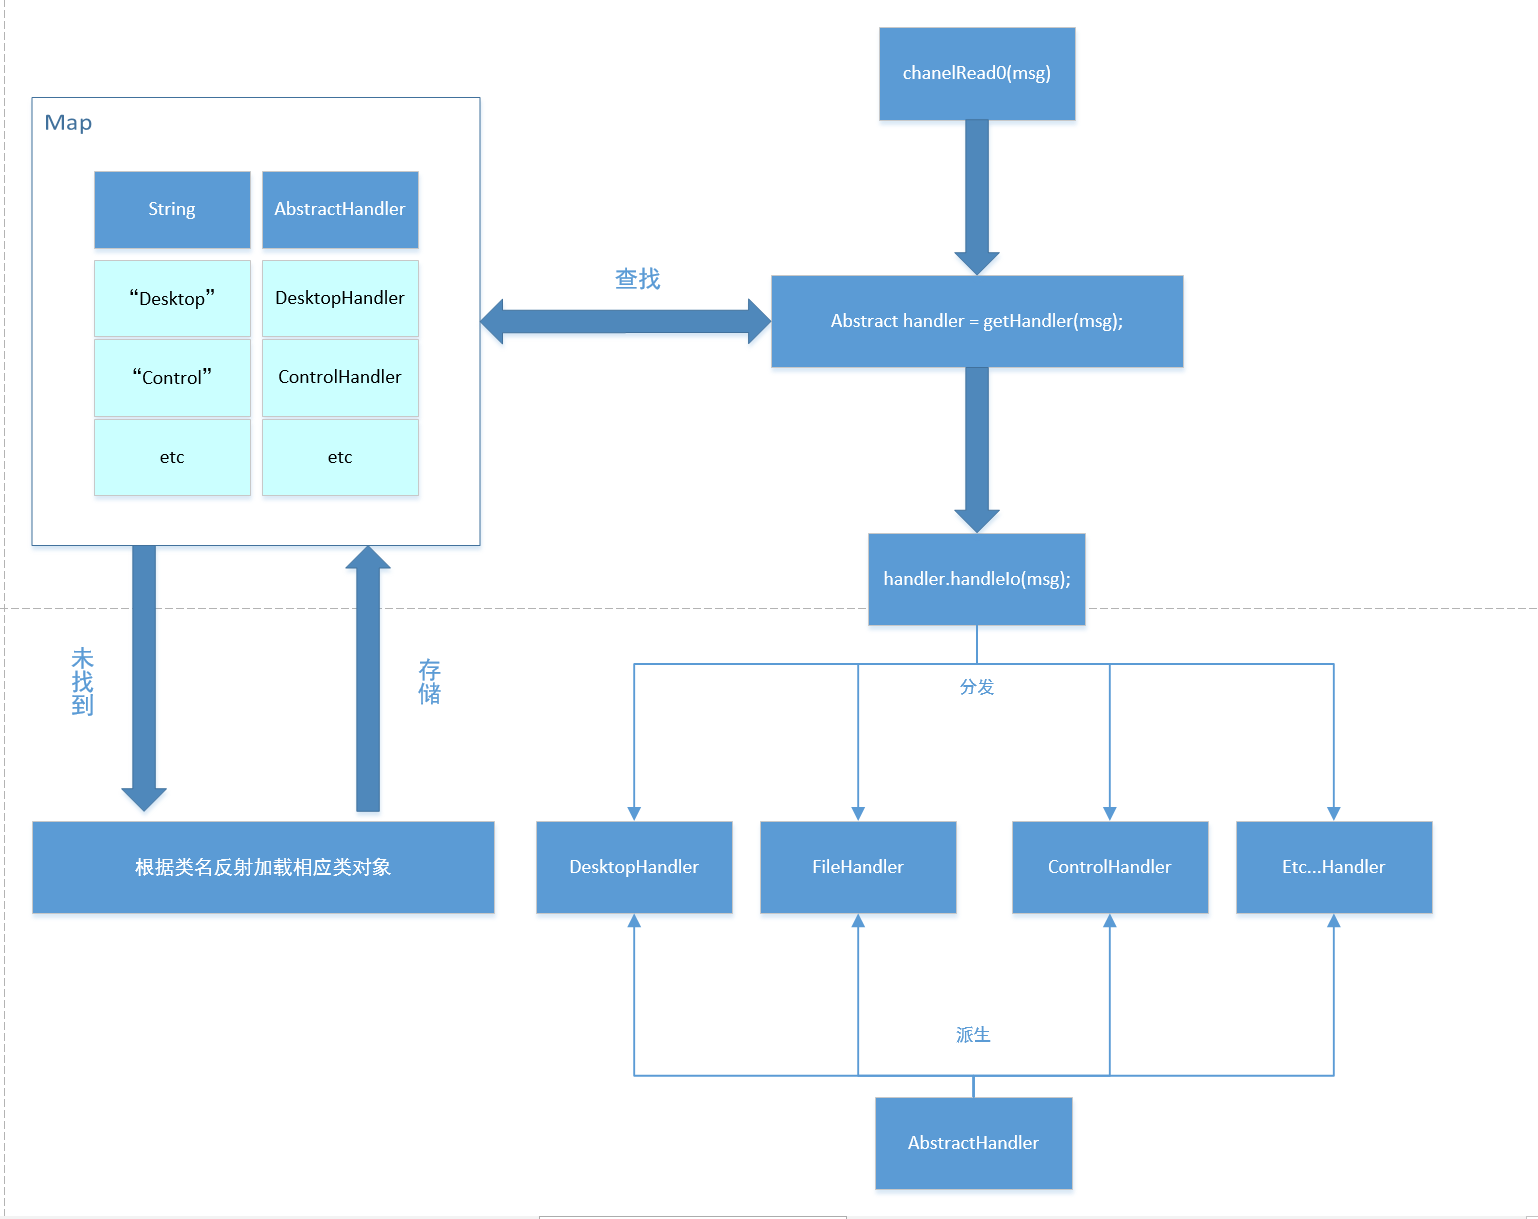 chanelRead0(msg)
Map
String
AbstractHandler
“Desktop”
DesktopHandler
查找
Abstract handler = getHandler(msg);
“Control”
ControlHandler
etc
etc
handler.handleIo(msg);
未找到
存储
分发
根据类名反射加载相应类对象
DesktopHandler
FileHandler
ControlHandler
Etc...Handler
派生
AbstractHandler